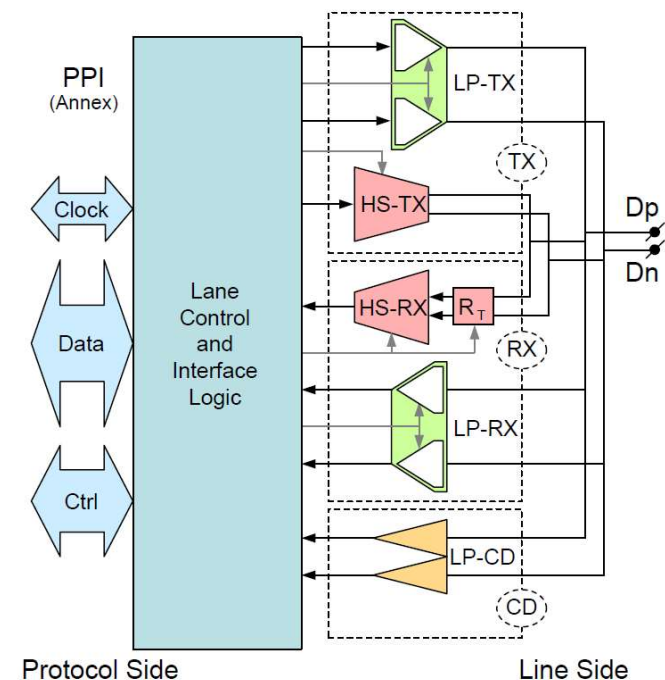 PPI
(Annex)
Clock
Data
Ctrl
Lane
Control
and
Interface
Logic
LP-TX
TX
HS-TX
Dp
Dn
HS-RX
RT
RX
LP-RX
LP-CD
CD
Protocol Side
Line Side